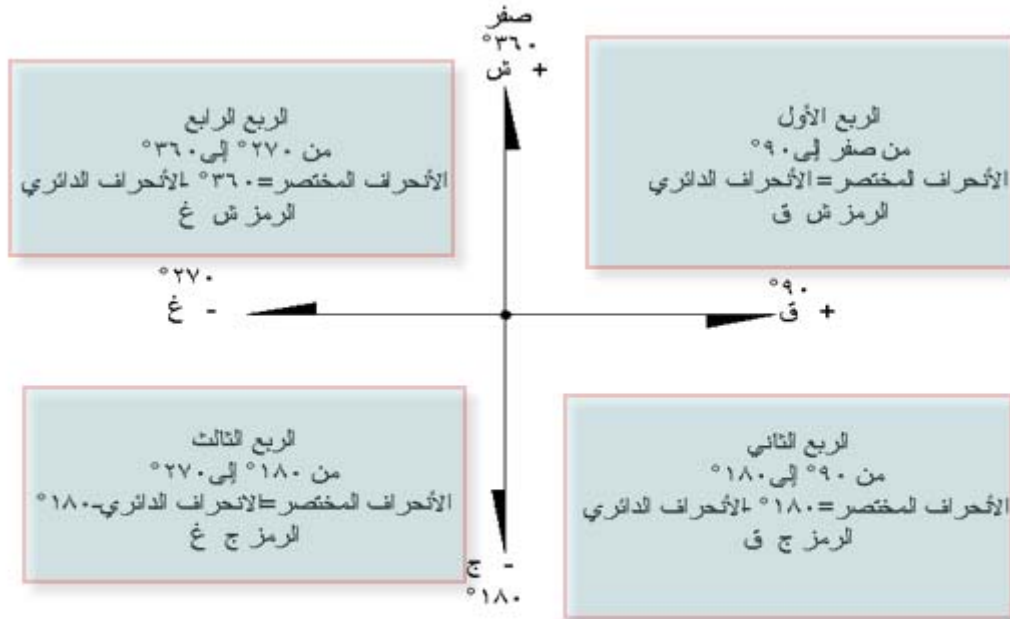 صفر
°٣٦٠
+ ش
الربع الأول
من صفر إلى ٩٠°
الأنحراف المختصر = الأنحراف الدائري
الرمز ش ق
الربع الرابع
من ٢٧٠° إلى ٣٦٠°
الأنحراف المختصر=٣٦٠° -الأنحراف الدائري
الرمز ش غ
°٩٠
+ ق
°٢٧٠
- غ
الربع الثاني
من ٩٠° إلى ١٨٠°
الأنحراف المختصر=١٨٠° -الأنحراف الدائري
الرمز ج ق
الربع الثالث
من ١٨٠° إلى ٢٧٠°
الأنحراف المختصر=الانحراف الدائري-١٨٠°
الرمز ج غ
- ج
°١٨٠